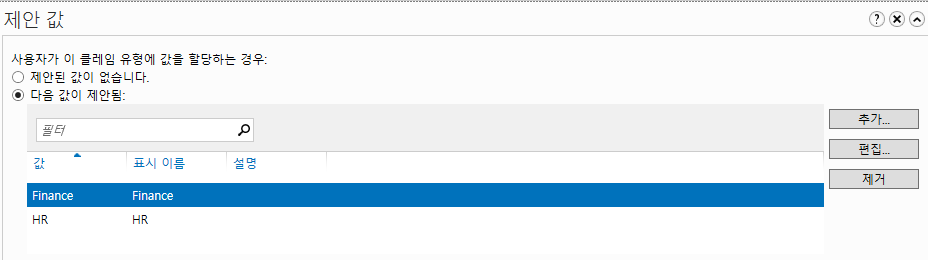 제안 값
사용자가 이 클레임 유형에 값을 할당하는 경우:
제안된 값이 없습니다.
다음 값이 제안됨:
필터
추가...
편집...
제거
값 표시 이름 설명
Finance Finance
HR HR